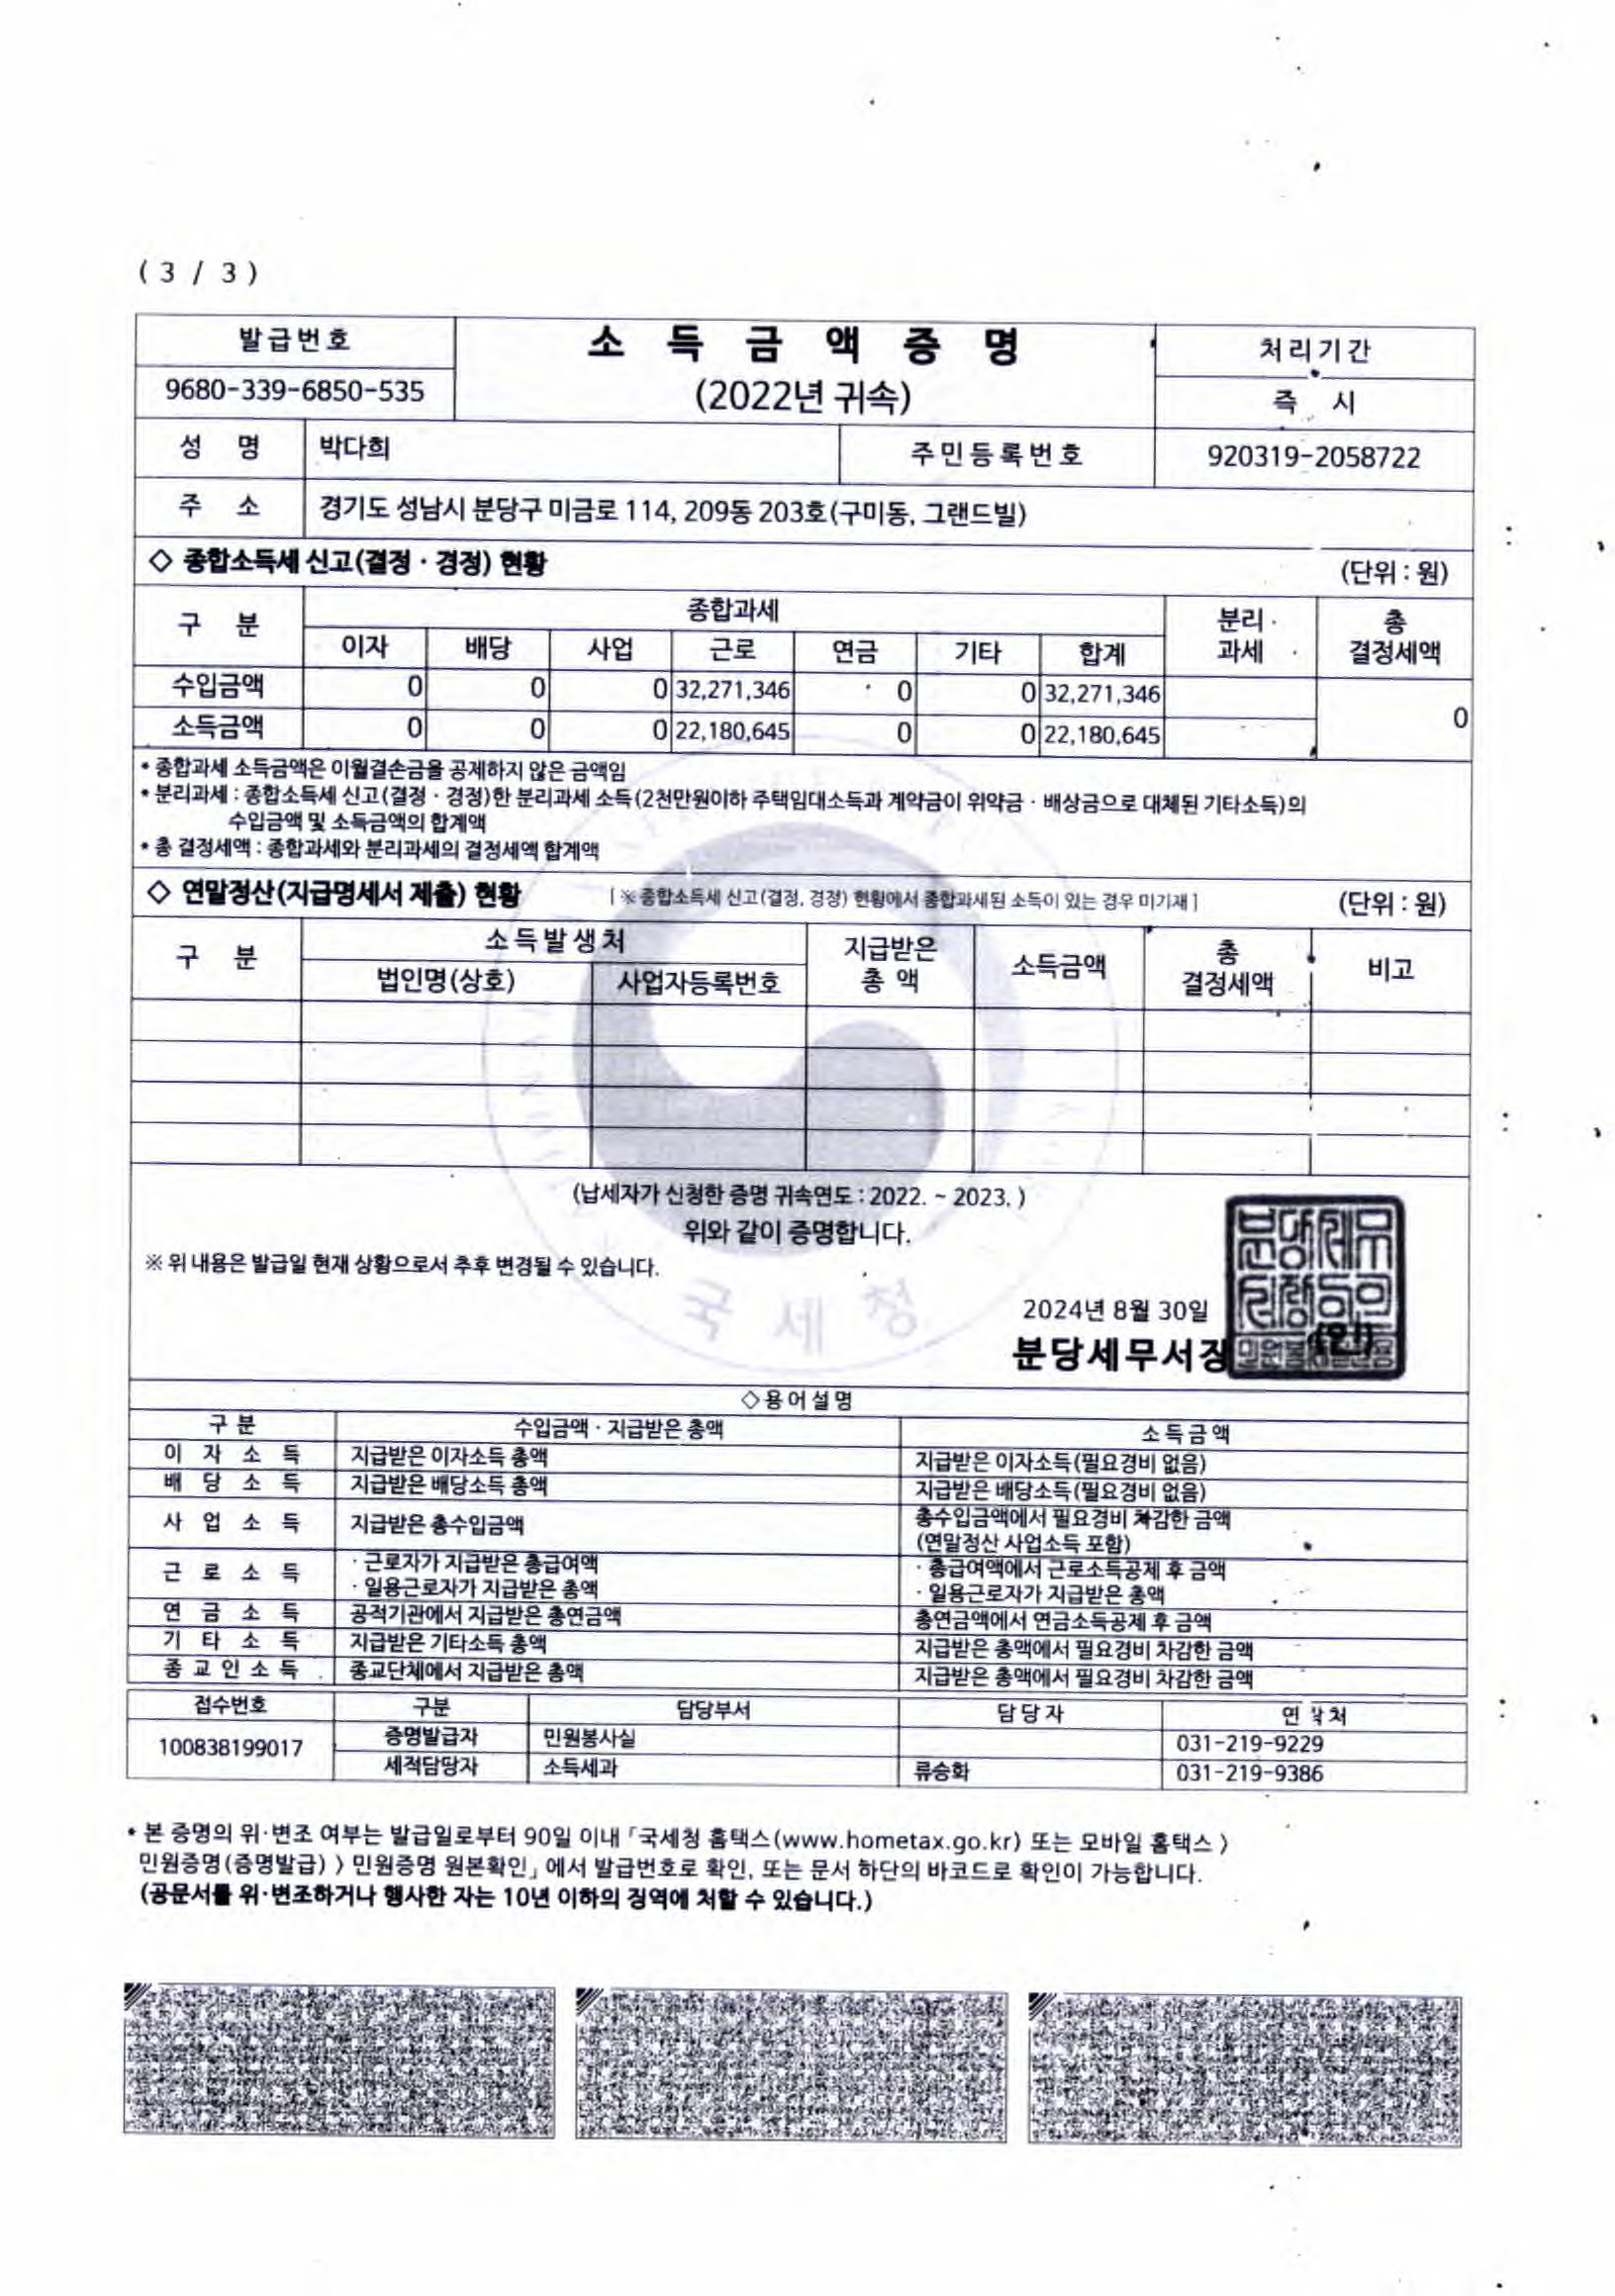 ( 3 / 3 )
발급번호 소 득 금 액 증 명 처리기간
9680-339-6850-535 (2022년 귀속) 즉 시
성 명 박다희 주민등록번호 920319-2058722
주 소 경기도 성남시 분당구 미금로 114, 209동 203호(구미동, 그랜드빌)
◇ 종합소득세 신고(결정 · 경정) 현황 (단위 : 원)
구 분 종합과세 분리과세 총결정세액
이자 배당 사업 근로 연금 기타 합계
수입금액 0 0 0 32,271,346 0 0 32,271,346 0
소득금액 0 0 0 22,180,645 0 0 22,180,645
* 종합과세 소득금액은 이월결손금을 공제하지 않은 금액임
* 분리과세 : 종합소득세 신고(결정 · 경정)한 분리과세 소득(2천만원이하 주택임대소득과 계약금이 위약금 · 배상금으로 대체된 기타소득)의
수입금액 및 소득금액의 합계액
* 총 결정세액 : 종합과세와 분리과세의 결정세액 합계액
◇ 연말정산(지급명세서 제출) 현황 [ ※ 종합소득세 신고(결정, 경정) 현황에서 종합과세된 소득이 있는 경우 미기재 ] (단위 : 원)
구 분 소득발생처 지급받은 총 액 소득금액 총 결정세액 비고
법인명(상호) 사업자등록번호
(납세자가 신청한 증명 귀속연도 : 2022. ~ 2023. )
위와 같이 증명합니다.
※ 위 내용은 발급일 현재 상황으로서 추후 변경될 수 있습니다.
국 세 청
2024년 8월 30일
분당세무서장 (인)
◇용어설명
구 분 수입금액 · 지급받은 총액 소득금액
이 자 소 득 지급받은 이자소득 총액 지급받은 이자소득(필요경비 없음)
배 당 소 득 지급받은 배당소득 총액 지급받은 배당소득(필요경비 없음)
사 업 소 득 지급받은 총수입금액 총수입금액에서 필요경비 차감한 금액
(연말정산 사업소득 포함)
근 로 소 득 · 근로자가 지급받은 총급여액 · 총급여액에서 근로소득공제 후 금액
· 일용근로자가 지급받은 총액 · 일용근로자가 지급받은 총액
연 금 소 득 공적기관에서 지급받은 총연금액 총연금액에서 연금소득공제 후 금액
기 타 소 득 지급받은 기타소득 총액 지급받은 총액에서 필요경비 차감한 금액
종교인소득 종교단체에서 지급받은 총액 지급받은 총액에서 필요경비 차감한 금액
접수번호 구분 담당부서 담당자 연락처
100838199017 증명발급자 민원봉사실 031-219-9229
세적담당자 소득세과 류승화 031-219-9386
* 본 증명의 위·변조 여부는 발급일로부터 90일 이내 「국세청 홈택스(www.hometax.go.kr) 또는 모바일 홈택스 〉
민원증명(증명발급) 〉 민원증명 원본확인」에서 발급번호로 확인, 또는 문서 하단의 바코드로 확인이 가능합니다.
(공문서를 위·변조하거나 행사한 자는 10년 이하의 징역에 처할 수 있습니다.)